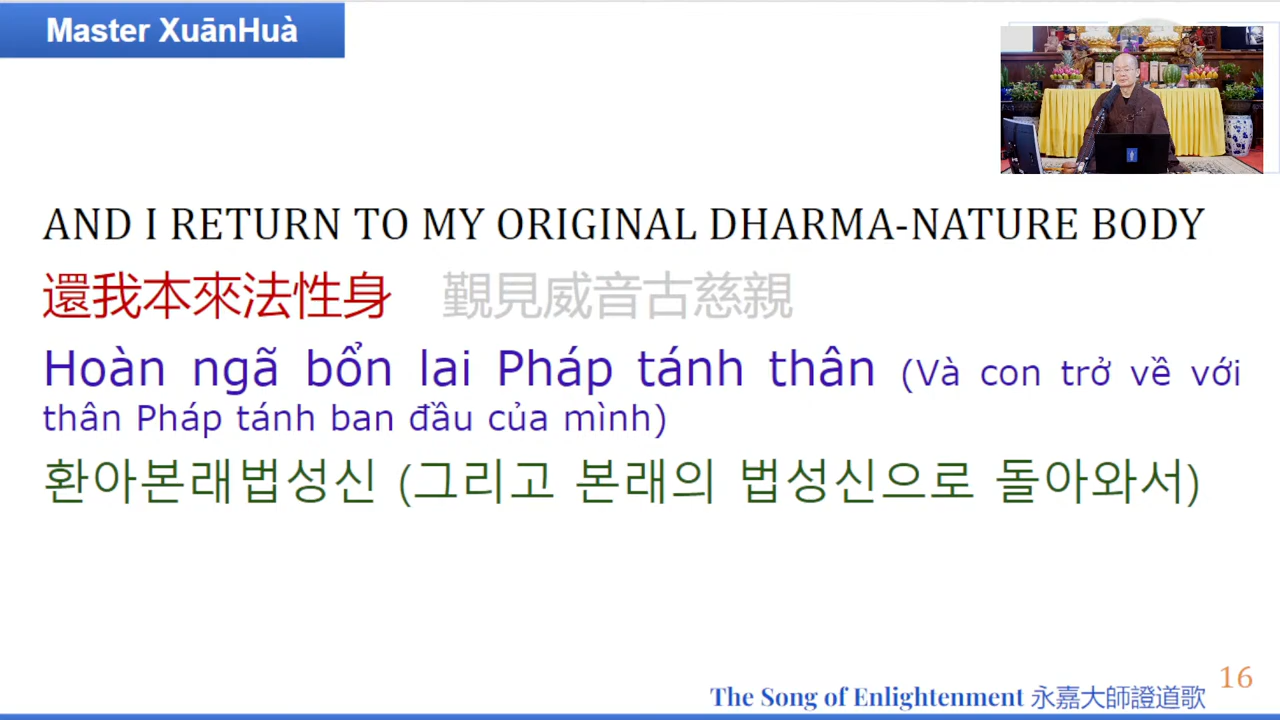 Master XuānHuà
AND I RETURN TO MY ORIGINAL DHARMA-NATURE BODY
還我本來法性身 覲見威音古慈親
Hoàn ngã bổn lai Pháp tánh thân (Và con trở về với
thân Pháp tánh ban đầu của mình)
환아본래법성신 (그리고 본래의 법성신으로 돌아와서)
The Song of Enlightenment 永嘉大師證道歌
16